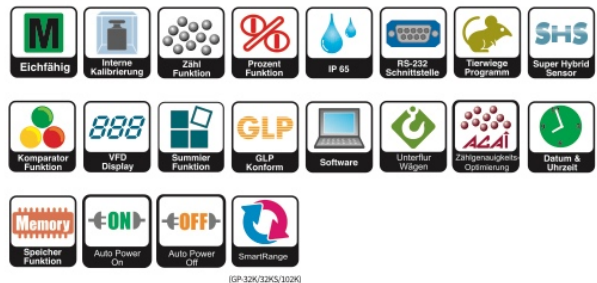 M
Eichfähig
Interne
Kalibrierung
Zähl
Funktion
%
Prozent
Funktion
IP 65
RS-232
Schnittstelle
Tierwiege
Programm
SHS
Super Hybrid
Sensor
Komparator
Funktion
888
VFD
Display
Summier
Funktion
GLP
GLP
Konform
Software
Unterflur
Wägen
ACAI
Zählgenauigkeits-
Optimierung
Datum &
Uhrzeit
Memory
Speicher
Funktion
ON
Auto Power
On
OFF
Auto Power
Off
SmartRange
(GP-32K/32KS/102K)